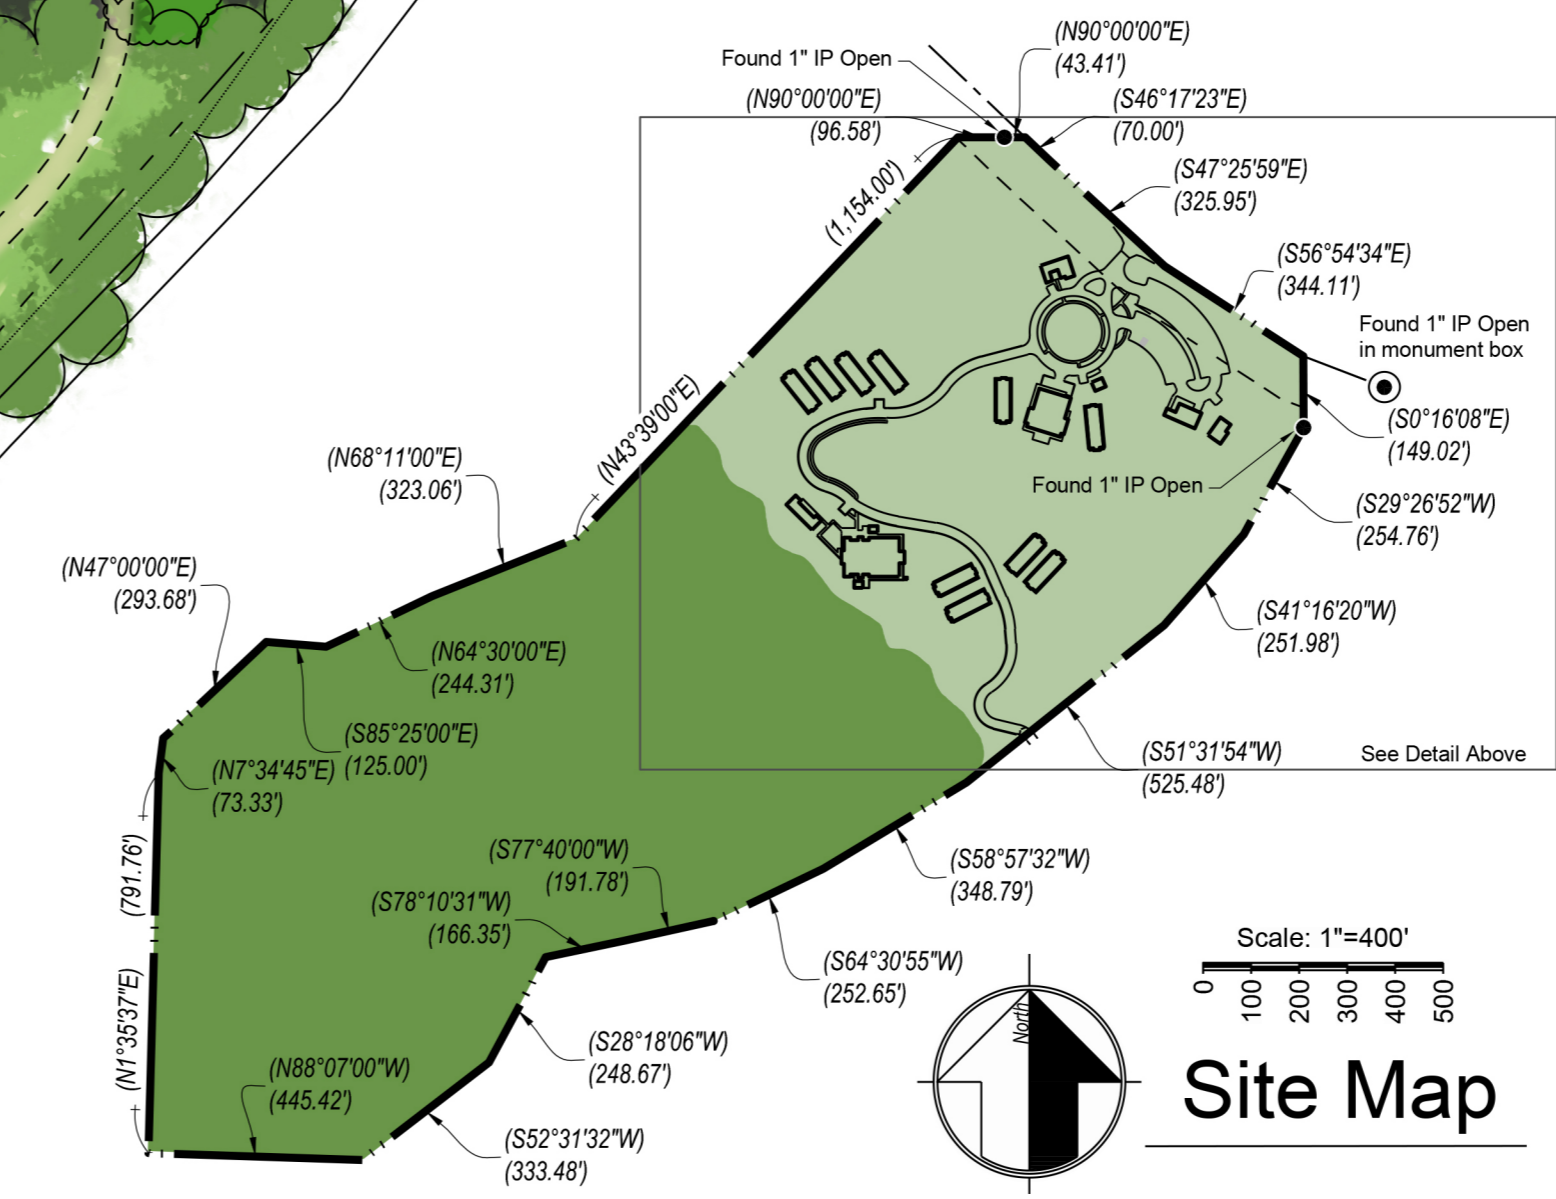 (N90°00'00"E)
(43.41')
Found 1" IP Open
(N90°00'00"E)
(96.58')
(S46°17'23"E)
(70.00')
(S47°25'59"E)
(325.95')
(1,154.00')
(N43°39'00"E)
(S56°54'34"E)
(344.11')
Found 1" IP Open
in monument box
(S0°16'08"E)
(149.02')
Found 1" IP Open
(S29°26'52"W)
(254.76')
(N68°11'00"E)
(323.06')
(N47°00'00"E)
(293.68')
(S41°16'20"W)
(251.98')
(N64°30'00"E)
(244.31')
(S85°25'00"E)
(125.00')
(N7°34'45"E)
(73.33')
(S51°31'54"W)
(525.48')
See Detail Above
(791.76')
(N1°35'37"E)
(S77°40'00"W)
(191.78')
(S78°10'31"W)
(166.35')
(S58°57'32"W)
(348.79')
(S64°30'55"W)
(252.65')
(S28°18'06"W)
(248.67')
(N88°07'00"W)
(445.42')
(S52°31'32"W)
(333.48')
North
Scale: 1"=400'
0 100 200 300 400 500
Site Map